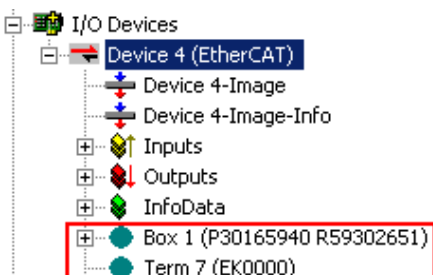 I/O Devices
Device 4 (EtherCAT)
Device 4-Image
Device 4-Image-Info
Inputs
Outputs
InfoData
Box 1 (P30165940 R59302651)
Term 7 (EK0000)